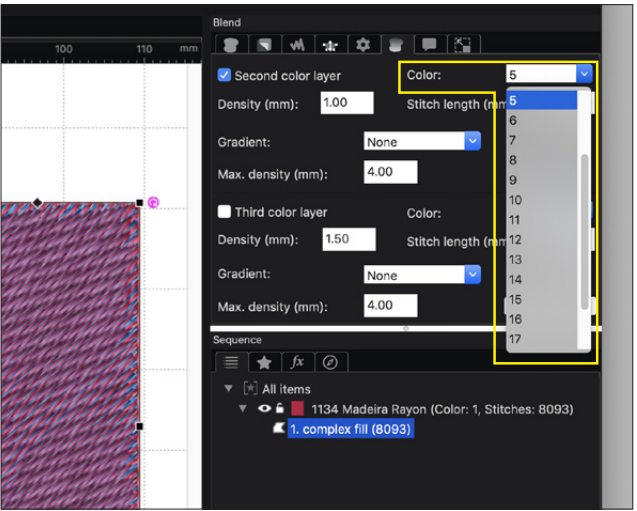 Blend
100 110 mm
Second color layer Color: 5
Density (mm): 1.00 Stitch length (mm
5
6
7
8
9
10
11
12
13
14
15
16
17
Gradient: None
Max. density (mm): 4.00
Third color layer Color:
Density (mm): 1.50 Stitch length (mm
Gradient: None
Max. density (mm): 4.00
Sequence
fx
All items
1134 Madeira Rayon (Color: 1, Stitches: 8093)
1. complex fill (8093)